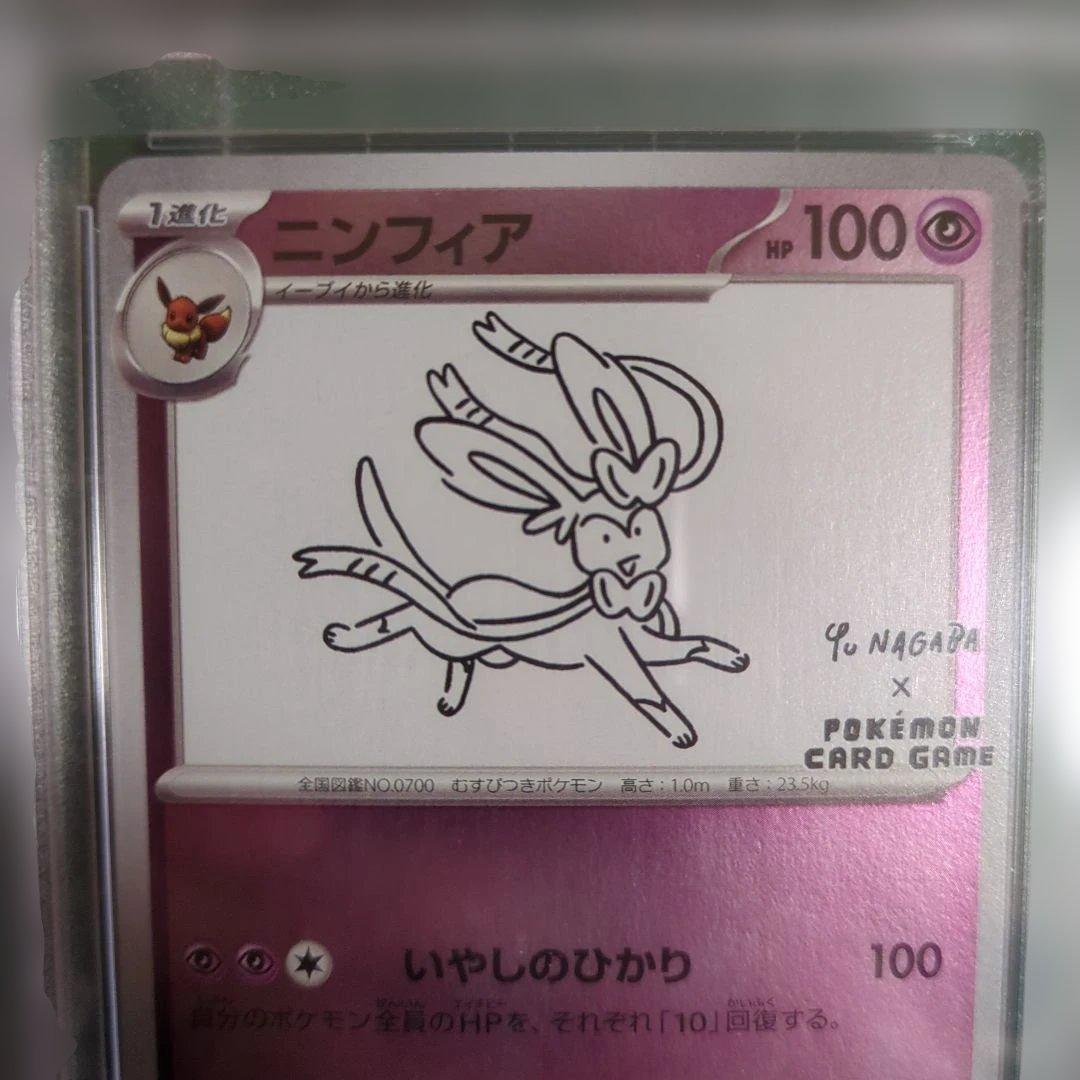 1進化 ニンフィア HP 100
イーブイから進化
Yu NAGABA
×
POKÉMON
CARD GAME
全国図鑑NO.0700 むすびつきポケモン 高さ：1.0m 重さ：23.5kg
いやしのひかり 100
自分のポケモン全員のHPを、それぞれ「10」回復する。